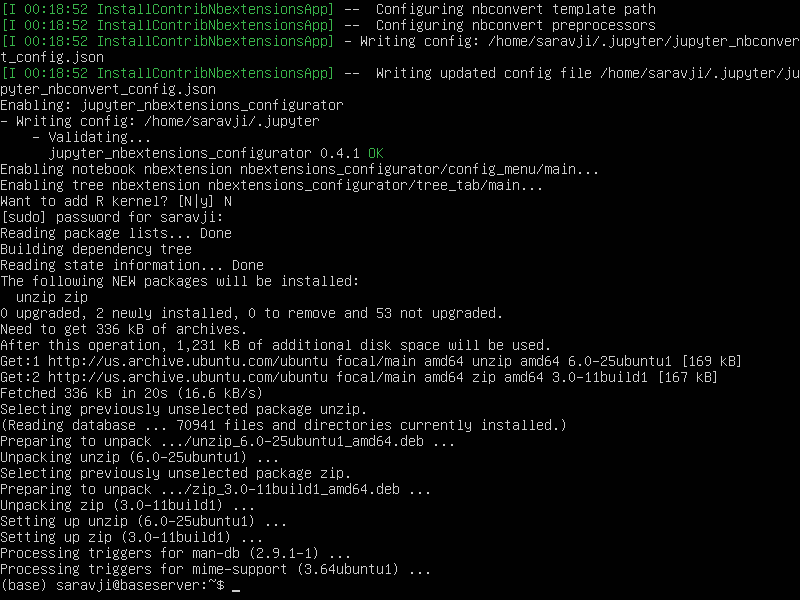 [I 00:18:52 InstallContribNbextensionsApp] --  Configuring nbconvert template path
[I 00:18:52 InstallContribNbextensionsApp] --  Configuring nbconvert preprocessors
[I 00:18:52 InstallContribNbextensionsApp] - Writing config: /home/saravji/.jupyter/jupyter_nbconver
t_config.json
[I 00:18:52 InstallContribNbextensionsApp] --  Writing updated config file /home/saravji/.jupyter/ju
pyter_nbconvert_config.json
Enabling: jupyter_nbextensions_configurator
- Writing config: /home/saravji/.jupyter
    - Validating...
      jupyter_nbextensions_configurator 0.4.1 OK
Enabling notebook nbextension nbextensions_configurator/config_menu/main...
Enabling tree nbextension nbextensions_configurator/tree_tab/main...
Want to add R kernel? [N|y] N
[sudo] password for saravji:
Reading package lists... Done
Building dependency tree
Reading state information... Done
The following NEW packages will be installed:
  unzip zip
0 upgraded, 2 newly installed, 0 to remove and 53 not upgraded.
Need to get 336 kB of archives.
After this operation, 1,231 kB of additional disk space will be used.
Get:1 http://us.archive.ubuntu.com/ubuntu focal/main amd64 unzip amd64 6.0-25ubuntu1 [169 kB]
Get:2 http://us.archive.ubuntu.com/ubuntu focal/main amd64 zip amd64 3.0-11build1 [167 kB]
Fetched 336 kB in 20s (16.6 kB/s)
Selecting previously unselected package unzip.
(Reading database ... 70941 files and directories currently installed.)
Preparing to unpack .../unzip_6.0-25ubuntu1_amd64.deb ...
Unpacking unzip (6.0-25ubuntu1) ...
Selecting previously unselected package zip.
Preparing to unpack .../zip_3.0-11build1_amd64.deb ...
Unpacking zip (3.0-11build1) ...
Setting up unzip (6.0-25ubuntu1) ...
Setting up zip (3.0-11build1) ...
Processing triggers for man-db (2.9.1-1) ...
Processing triggers for mime-support (3.64ubuntu1) ...
(base) saravji@baseserver:~$ _